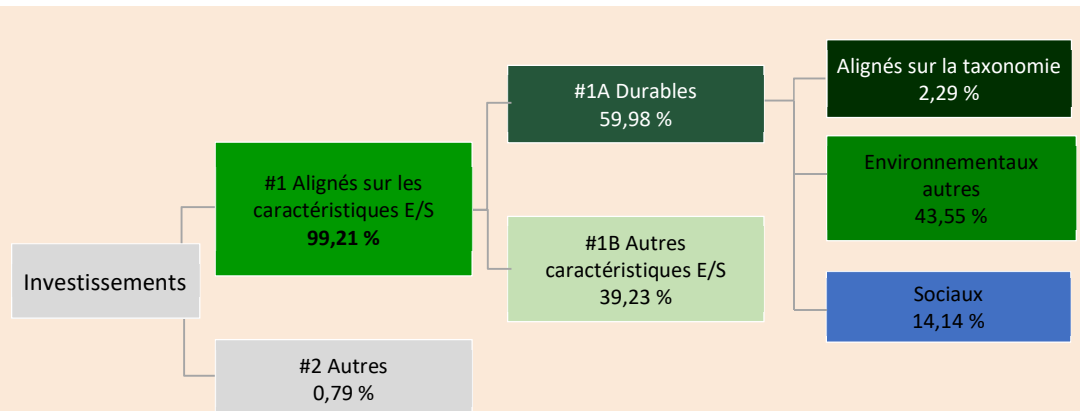 Investissements
#1 Alignés sur les
caractéristiques E/S
99,21 %
#2 Autres
0,79 %
#1A Durables
59,98 %
#1B Autres
caractéristiques E/S
39,23 %
Alignés sur la taxonomie
2,29 %
Environnementaux
autres
43,55 %
Sociaux
14,14 %